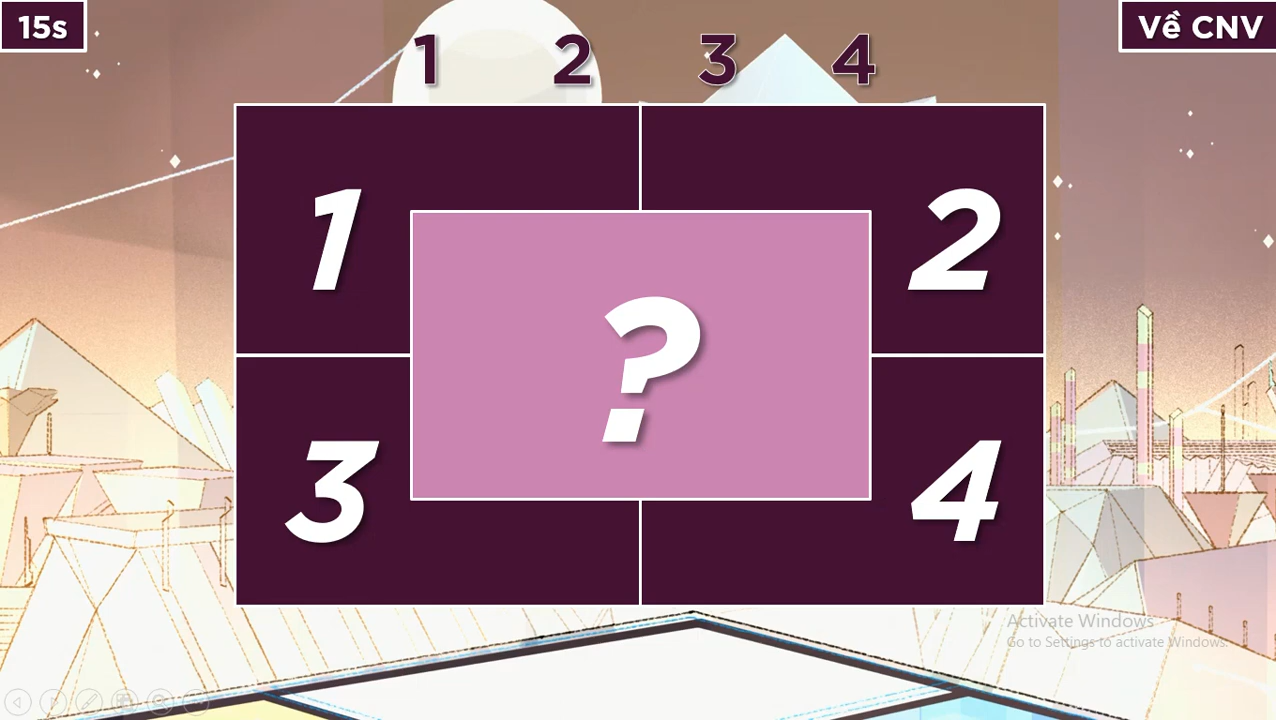 15s
Về CNV
1 2 3 4
1
2
?
3
4
Activate Windows
Go to Settings to activate Windows.